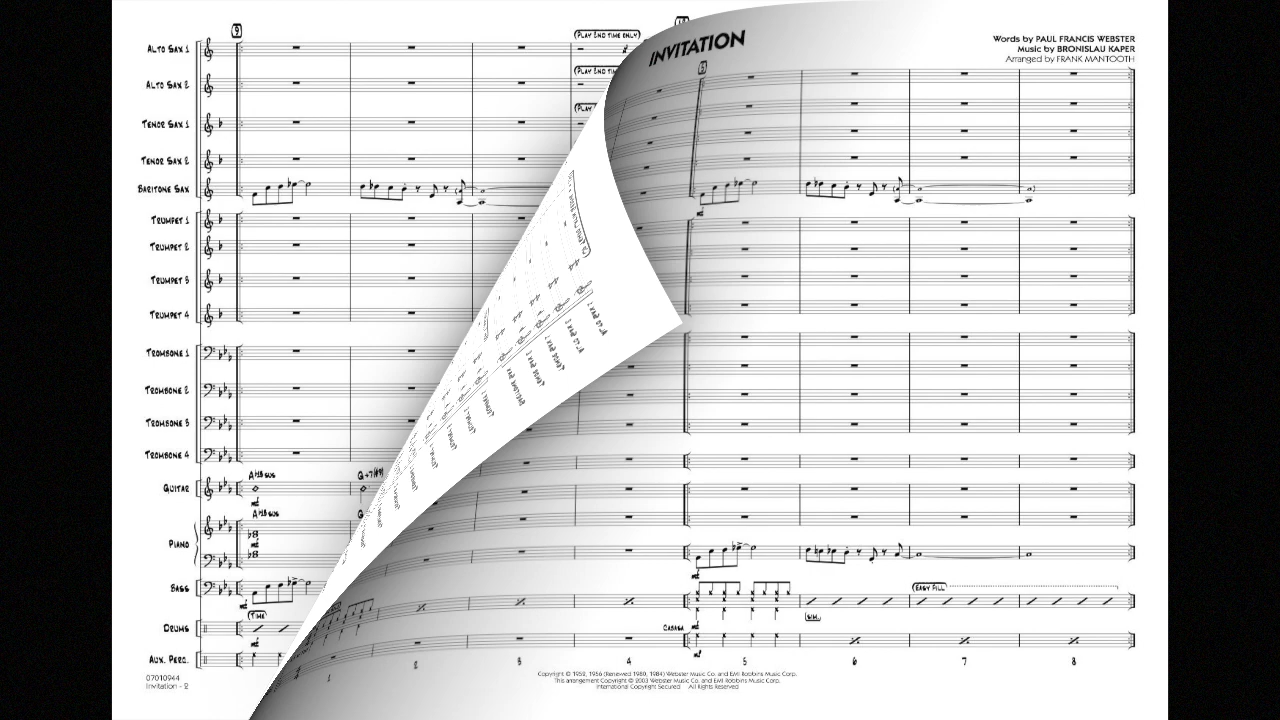 9
(PLAY 2ND TIME ONLY)
ALTO SAX 1
ALTO SAX 2
TENOR SAX 1
TENOR SAX 2
BARITONE SAX
TRUMPET 1
TRUMPET 2
TRUMPET 3
TRUMPET 4
TROMBONE 1
TROMBONE 2
TROMBONE 3
TROMBONE 4
GUITAR
PIANO
BASS
DRUMS
AUX. PERC.
mf
(TIME)
07010944
Invitation - 2
INVITATION
Words by PAUL FRANCIS WEBSTER
Music by BRONISLAU KAPER
Arranged by FRANK MANTOOTH
5
mf
EASY FILL
SIM.
CABASA
1 2 3 4 5 6 7 8
Copyright © 1952, 1956 (Renewed 1980, 1984) Webster Music Co. and EMI Robbins Music Corp.
This arrangement Copyright © 2003 Webster Music Co. and EMI Robbins Music Corp.
International Copyright Secured All Rights Reserved